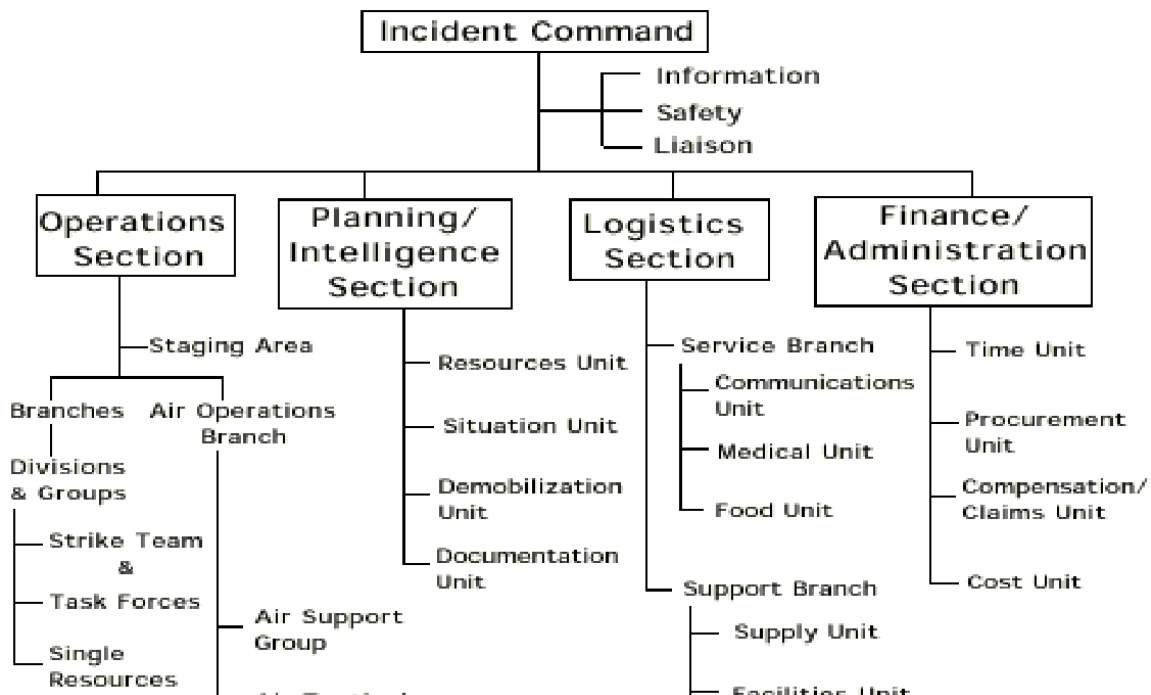 Incident Command
Information
Safety
Liaison
Operations
Section
Planning/
Intelligence
Section
Logistics
Section
Finance/
Administration
Section
Staging Area
Branches
Air Operations
Branch
Divisions
& Groups
Strike Team
&
Task Forces
Single
Resources
Air Support
Group
Resources Unit
Situation Unit
Demobilization
Unit
Documentation
Unit
Service Branch
Communications
Unit
Medical Unit
Food Unit
Support Branch
Supply Unit
Facilities Unit
Time Unit
Procurement
Unit
Compensation/
Claims Unit
Cost Unit